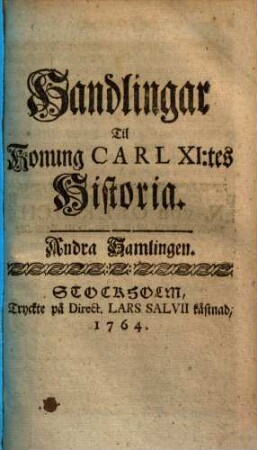 Handlingar
Til
Konung CARL XI:tes
Historia.
Andra Samlingen.
STOCKHOLM,
Tryckte på Direct. LARS SALVII kåstnad,
1764.